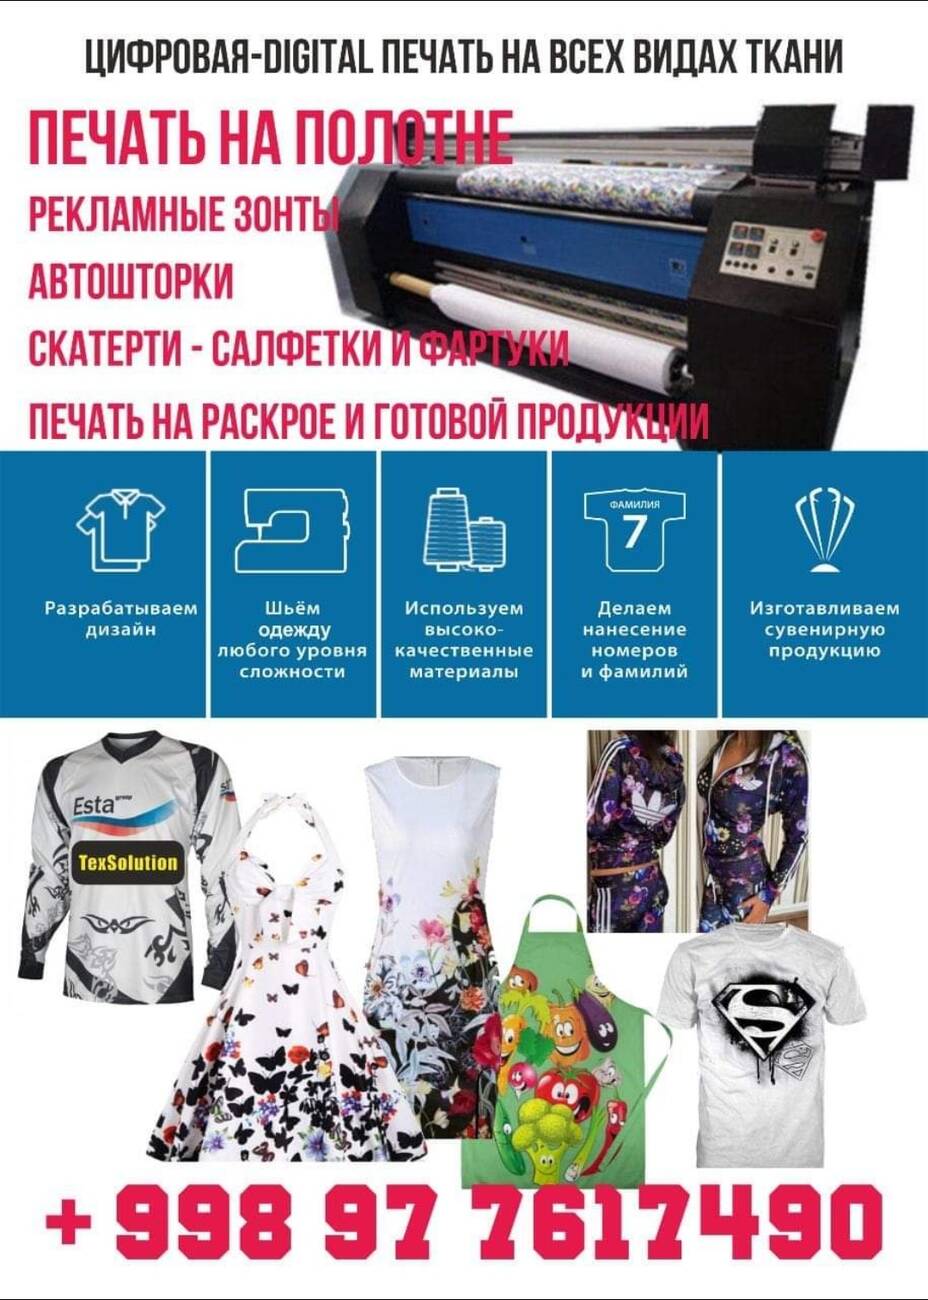 ЦИФРОВАЯ-DIGITAL ПЕЧАТЬ НА ВСЕХ ВИДАХ ТКАНИ
ПЕЧАТЬ НА ПОЛОТНЕ
РЕКЛАМНЫЕ ЗОНТЫ
АВТОШТОРКИ
СКАТЕРТИ - САЛФЕТКИ И ФАРТУКИ
ПЕЧАТЬ НА РАСКРОЕ И ГОТОВОЙ ПРОДУКЦИИ
Разрабатываем
дизайн
Шьём
одежду
любого уровня
сложности
Используем
высоко-
качественные
материалы
ФАМИЛИЯ
7
Делаем
нанесение
номеров
и фамилий
Изготавливаем
сувенирную
продукцию
Esta group
TexSolution
S
+ 998 97 7617490